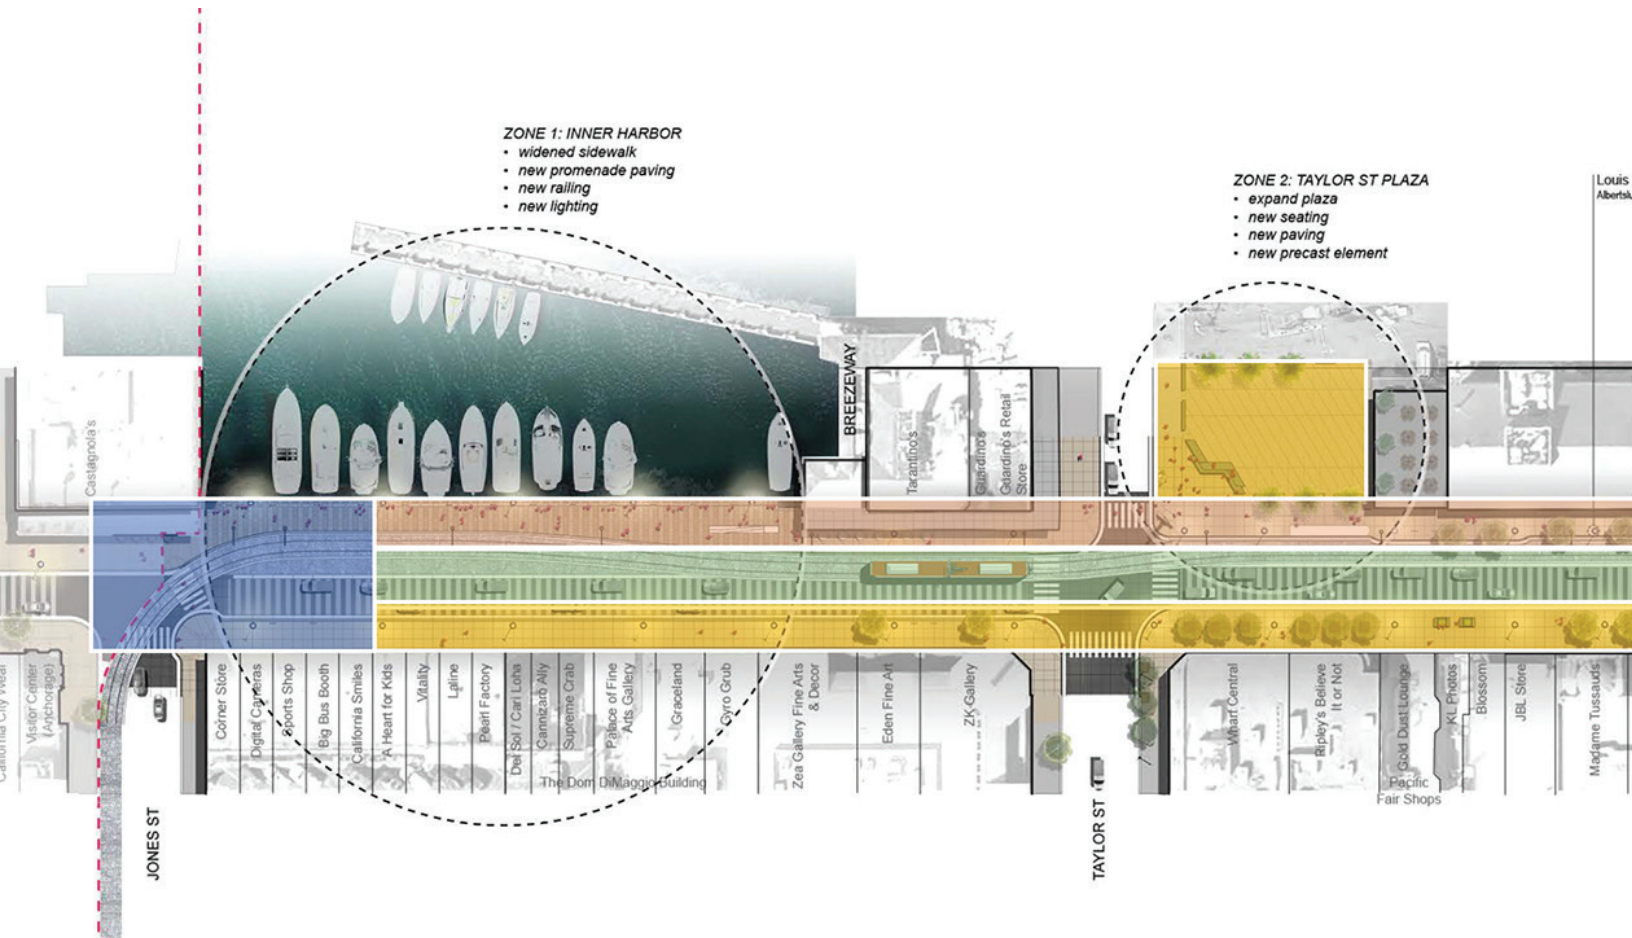 ZONE 1: INNER HARBOR
• widened sidewalk
• new promenade paving
• new railing
• new lighting
ZONE 2: TAYLOR ST PLAZA
• expand plaza
• new seating
• new paving
• new precast element
Louis
Castagnola's
BREEZEWAY
Tarantino's
Guardino's
Guardino's Retail
Store
California City Wear
Visitor Center
(Anchorage)
Corner Store
Digital Cameras
Sports Shop
Big Bus Booth
California Smiles
A Heart for Kids
Vitality
Laline
Pearl Factory
Del Sol / Cari Loha
Cannizaro Ally
Supreme Crab
Palace of Fine
Arts Gallery
Graceland
Gyro Grub
Zea Gallery Fine Arts
& Decor
Eden Fine Art
ZK Gallery
Wharf Central
Ripley's Believe
It or Not
Gold Dust Lounge
KL Photos
Blossom
JBL Store
Madame Tussauds
The Dom DiMaggio Building
Pacific
Fair Shops
JONES ST
TAYLOR ST